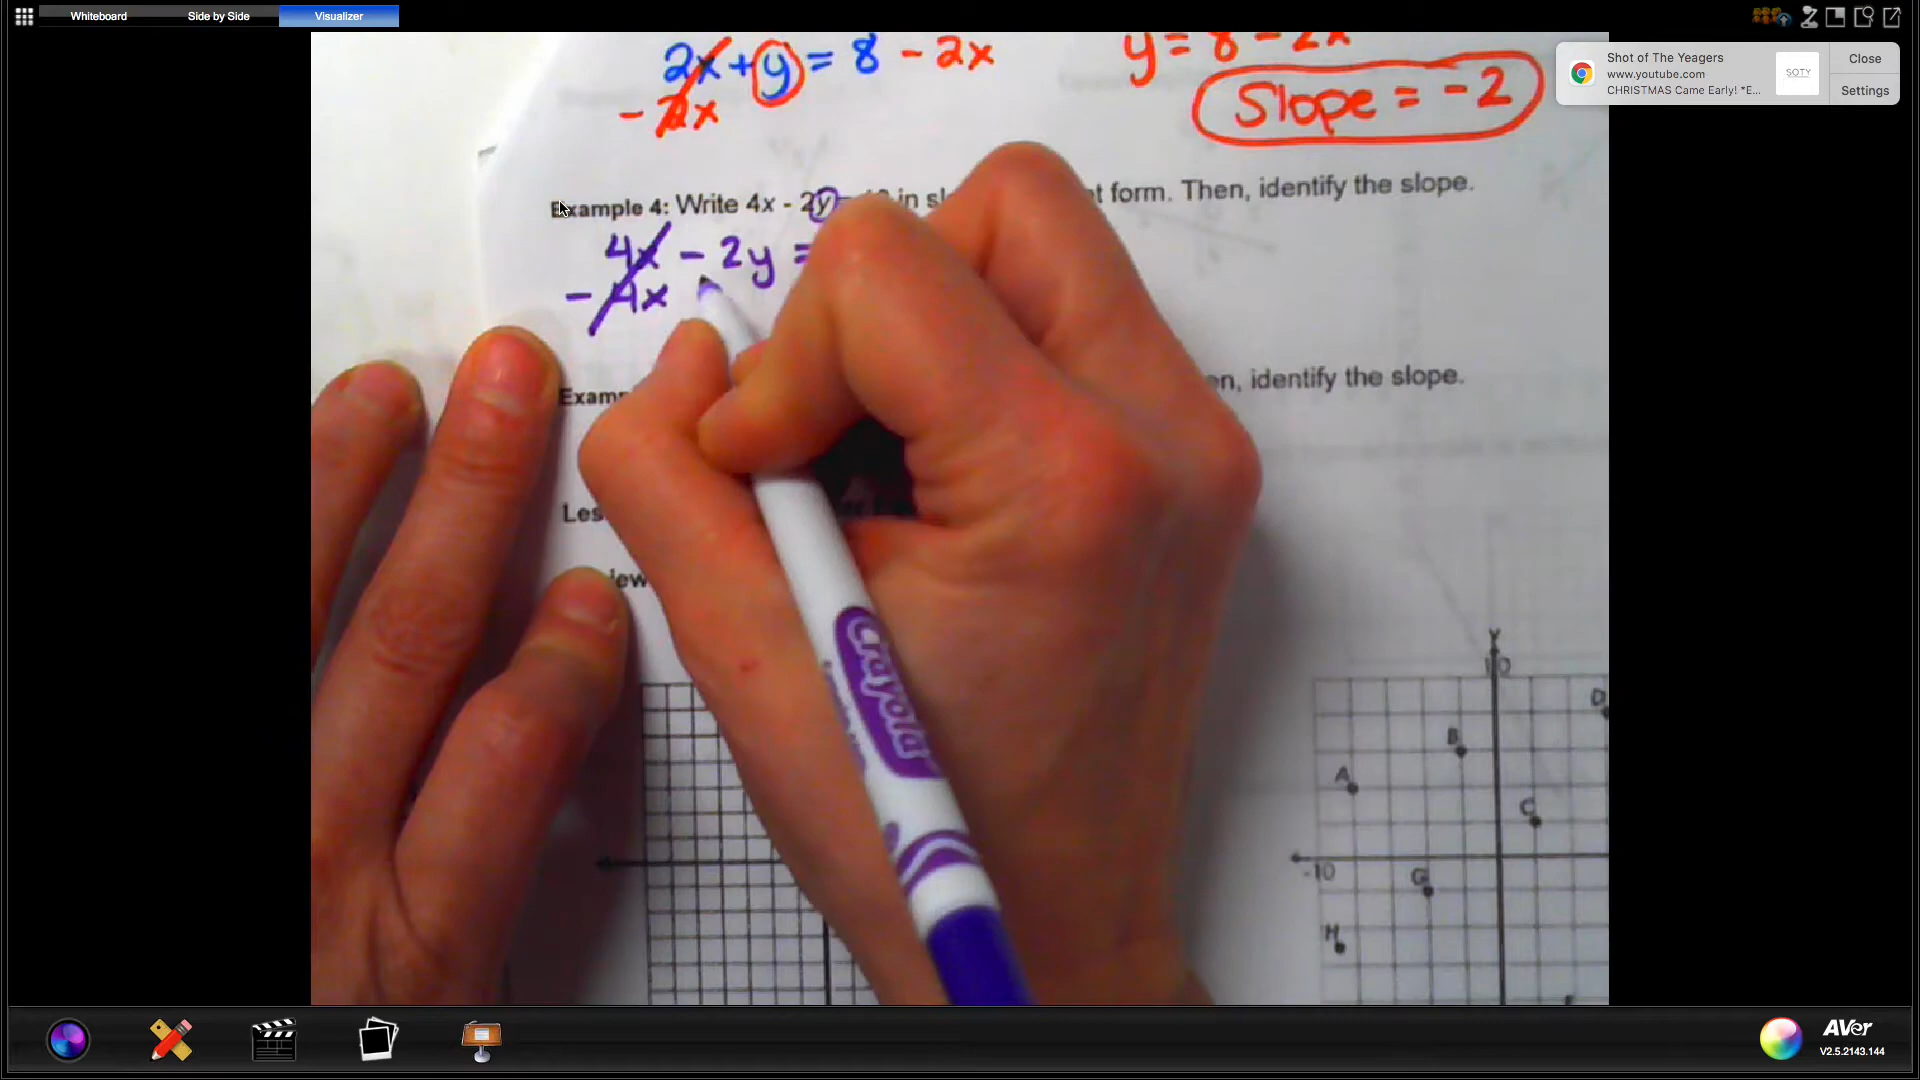 Whiteboard
Side by Side
Visualizer
2x + y = 8 - 2x
- 2x
y = 8 - 2x
Slope = -2
Shot of The Yeagers
www.youtube.com
CHRISTMAS Came Early! *E...
SOTY
Close
Settings
Example 4: Write 4x - 2y in form. Then, identify the slope.
4x - 2y =
- 4x
identify the slope.
Crayola
y
10
D
B
A
C
-10
G
H
AVer
V2.5.2143.144